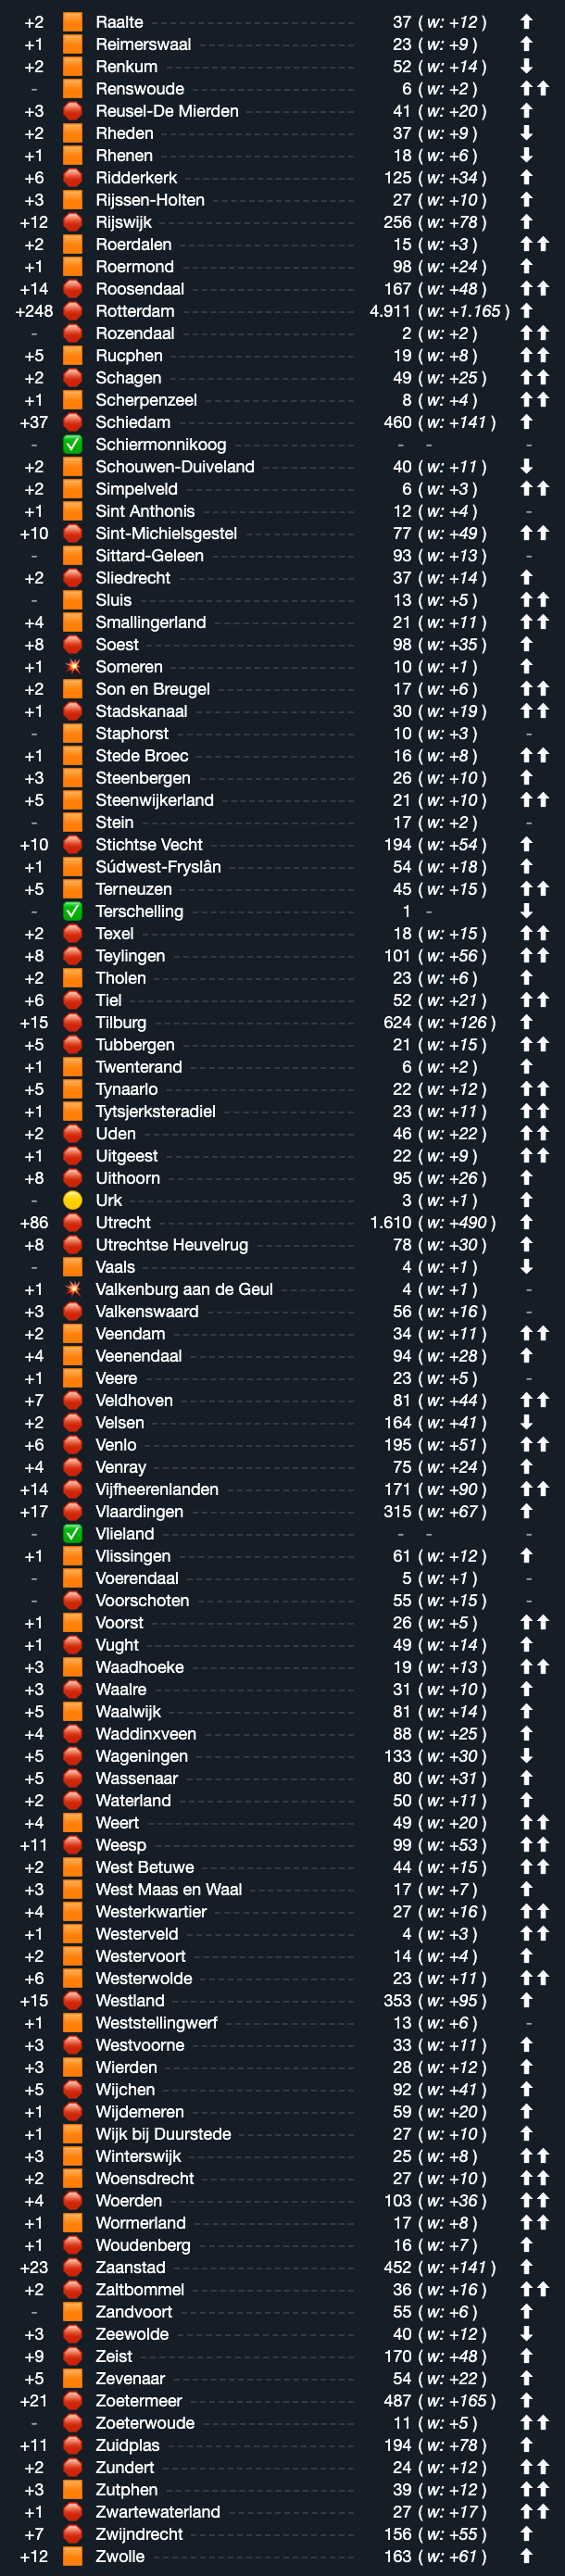 +2 🟧 Raalte 37 (w: +12) ⬆
+1 🟧 Reimerswaal 23 (w: +9) ⬆
+2 🟧 Renkum 52 (w: +14) ⬇
- 🟧 Renswoude 6 (w: +2) ⬆⬆
+3 🛑 Reusel-De Mierden 41 (w: +20) ⬆
+2 🟧 Rheden 37 (w: +9) ⬇
+1 🟧 Rhenen 18 (w: +6) ⬇
+6 🛑 Ridderkerk 125 (w: +34) ⬆
+3 🟧 Rijssen-Holten 27 (w: +10) ⬆
+12 🛑 Rijswijk 256 (w: +78) ⬆
+2 🟧 Roerdalen 15 (w: +3) ⬆⬆
+1 🟧 Roermond 98 (w: +24) ⬆
+14 🛑 Roosendaal 167 (w: +48) ⬆⬆
+248 🛑 Rotterdam 4.911 (w: +1.165) ⬆
- 🛑 Rozendaal 2 (w: +2) ⬆⬆
+5 🟧 Rucphen 19 (w: +8) ⬆⬆
+2 🛑 Schagen 49 (w: +25) ⬆⬆
+1 🟧 Scherpenzeel 8 (w: +4) ⬆⬆
+37 🛑 Schiedam 460 (w: +141) ⬆
- ✅ Schiermonnikoog - - -
+2 🟧 Schouwen-Duiveland 40 (w: +11) ⬇
+2 🟧 Simpelveld 6 (w: +3) ⬆⬆
+1 🟧 Sint Anthonis 12 (w: +4) -
+10 🛑 Sint-Michielsgestel 77 (w: +49) ⬆⬆
- 🟧 Sittard-Geleen 93 (w: +13) -
+2 🛑 Sliedrecht 37 (w: +14) ⬆
- 🟧 Sluis 13 (w: +5) ⬆⬆
+4 🟧 Smallingerland 21 (w: +11) ⬆⬆
+8 🛑 Soest 98 (w: +35) ⬆
+1 💥 Someren 10 (w: +1) ⬆
+2 🟧 Son en Breugel 17 (w: +6) ⬆⬆
+1 🛑 Stadskanaal 30 (w: +19) ⬆⬆
- 🟧 Staphorst 10 (w: +3) -
+1 🟧 Stede Broec 16 (w: +8) ⬆⬆
+3 🟧 Steenbergen 26 (w: +10) ⬆
+5 🟧 Steenwijkerland 21 (w: +10) ⬆⬆
- 🟧 Stein 17 (w: +2) -
+10 🛑 Stichtse Vecht 194 (w: +54) ⬆
+1 🟧 Súdwest-Fryslân 54 (w: +18) ⬆
+5 🟧 Terneuzen 45 (w: +15) ⬆⬆
- ✅ Terschelling 1 - ⬇
+2 🛑 Texel 18 (w: +15) ⬆⬆
+8 🛑 Teylingen 101 (w: +56) ⬆⬆
+2 🟧 Tholen 23 (w: +6) ⬆
+6 🛑 Tiel 52 (w: +21) ⬆⬆
+15 🛑 Tilburg 624 (w: +126) ⬆
+5 🛑 Tubbergen 21 (w: +15) ⬆⬆
+1 🟧 Twenterand 6 (w: +2) ⬆
+5 🟧 Tynaarlo 22 (w: +12) ⬆⬆
+1 🟧 Tytsjerksteradiel 23 (w: +11) ⬆⬆
+2 🛑 Uden 46 (w: +22) ⬆⬆
+1 🛑 Uitgeest 22 (w: +9) ⬆⬆
+8 🛑 Uithoorn 95 (w: +26) ⬆
- 🟡 Urk 3 (w: +1) ⬆
+86 🛑 Utrecht 1.610 (w: +490) ⬆
+8 🛑 Utrechtse Heuvelrug 78 (w: +30) ⬆
- 🟧 Vaals 4 (w: +1) ⬇
+1 💥 Valkenburg aan de Geul 4 (w: +1) -
+3 🛑 Valkenswaard 56 (w: +16) -
+2 🟧 Veendam 34 (w: +11) ⬆⬆
+4 🟧 Veenendaal 94 (w: +28) ⬆
+1 🟧 Veere 23 (w: +5) -
+7 🛑 Veldhoven 81 (w: +44) ⬆⬆
+2 🛑 Velsen 164 (w: +41) ⬇
+6 🛑 Venlo 195 (w: +51) ⬆⬆
+4 🛑 Venray 75 (w: +24) ⬆
+14 🛑 Vijfheerenlanden 171 (w: +90) ⬆⬆
+17 🛑 Vlaardingen 315 (w: +67) ⬆
- ✅ Vlieland - - -
+1 🟧 Vlissingen 61 (w: +12) ⬆
- 🟧 Voerendaal 5 (w: +1) -
- 🛑 Voorschoten 55 (w: +15) -
+1 🟧 Voorst 26 (w: +5) ⬆⬆
+1 🛑 Vught 49 (w: +14) ⬆
+3 🟧 Waadhoeke 19 (w: +13) ⬆⬆
+3 🛑 Waalre 31 (w: +10) ⬆
+5 🟧 Waalwijk 81 (w: +14) ⬆
+4 🛑 Waddinxveen 88 (w: +25) ⬆
+5 🛑 Wageningen 133 (w: +30) ⬇
+5 🛑 Wassenaar 80 (w: +31) ⬆
+2 🛑 Waterland 50 (w: +11) ⬆
+4 🟧 Weert 49 (w: +20) ⬆⬆
+11 🛑 Weesp 99 (w: +53) ⬆⬆
+2 🟧 West Betuwe 44 (w: +15) ⬆⬆
+3 🟧 West Maas en Waal 17 (w: +7) ⬆
+4 🟧 Westerkwartier 27 (w: +16) ⬆⬆
+1 🟧 Westerveld 4 (w: +3) ⬆⬆
+2 🟧 Westervoort 14 (w: +4) ⬆
+6 🟧 Westerwolde 23 (w: +11) ⬆⬆
+15 🛑 Westland 353 (w: +95) ⬆
+1 🟧 Weststellingwerf 13 (w: +6) -
+3 🛑 Westvoorne 33 (w: +11) ⬆
+3 🟧 Wierden 28 (w: +12) ⬆
+5 🛑 Wijchen 92 (w: +41) ⬆
+1 🛑 Wijdemeren 59 (w: +20) ⬆
+1 🟧 Wijk bij Duurstede 27 (w: +10) ⬆
+3 🟧 Winterswijk 25 (w: +8) ⬆⬆
+2 🟧 Woensdrecht 27 (w: +10) ⬆⬆
+4 🛑 Woerden 103 (w: +36) ⬆⬆
+1 🟧 Wormerland 17 (w: +8) ⬆⬆
+1 🛑 Woudenberg 16 (w: +7) ⬆
+23 🛑 Zaanstad 452 (w: +141) ⬆
+2 🛑 Zaltbommel 36 (w: +16) ⬆⬆
- 🟧 Zandvoort 55 (w: +6) ⬆
+3 🛑 Zeewolde 40 (w: +12) ⬇
+9 🛑 Zeist 170 (w: +48) ⬆
+5 🟧 Zevenaar 54 (w: +22) ⬆
+21 🛑 Zoetermeer 487 (w: +165) ⬆
- 🛑 Zoeterwoude 11 (w: +5) ⬆⬆
+11 🛑 Zuidplas 194 (w: +78) ⬆
+2 🛑 Zundert 24 (w: +12) ⬆⬆
+3 🟧 Zutphen 39 (w: +12) ⬆⬆
+1 🛑 Zwartewaterland 27 (w: +17) ⬆⬆
+7 🛑 Zwijndrecht 156 (w: +55) ⬆
+12 🟧 Zwolle 163 (w: +61) ⬆